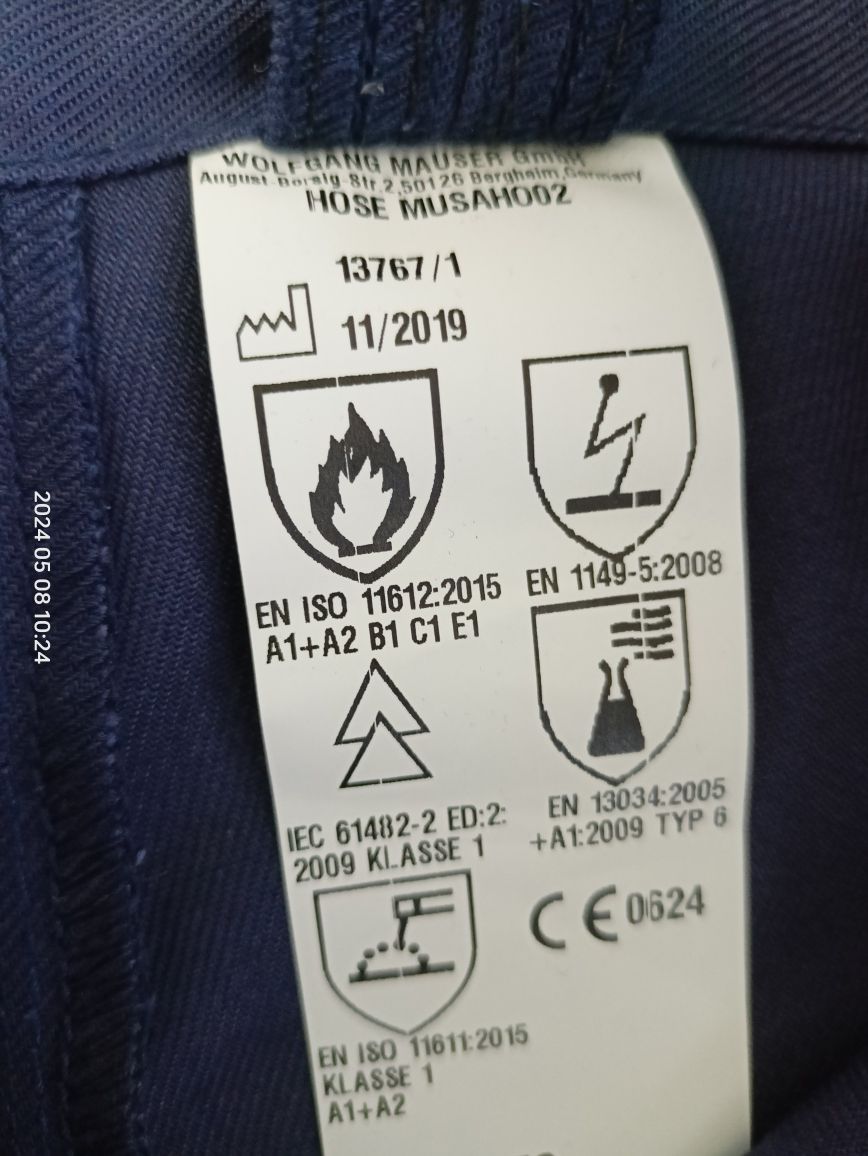 WOLFGANG MAUSER GmbH
August-Borsig-Str.2,50126 Bergheim,Germany
HOSE MUSAHO02
13767/1
11/2019
EN ISO 11612:2015
A1+A2 B1 C1 E1
EN 1149-5:2008
IEC 61482-2 ED:2:
2009 KLASSE 1
EN 13034:2005
+A1:2009 TYP 6
CE 0624
EN ISO 11611:2015
KLASSE 1
A1+A2
2024 05 08 10:24